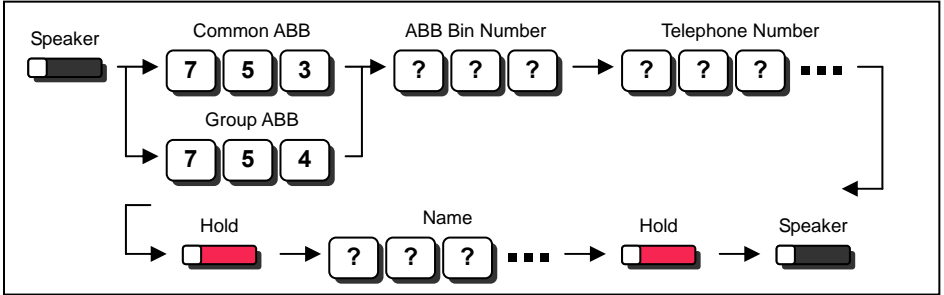 Speaker
Common ABB
7 5 3
ABB Bin Number
? ? ?
Telephone Number
? ? ?
Group ABB
7 5 4
Hold
Name
? ? ?
Hold
Speaker